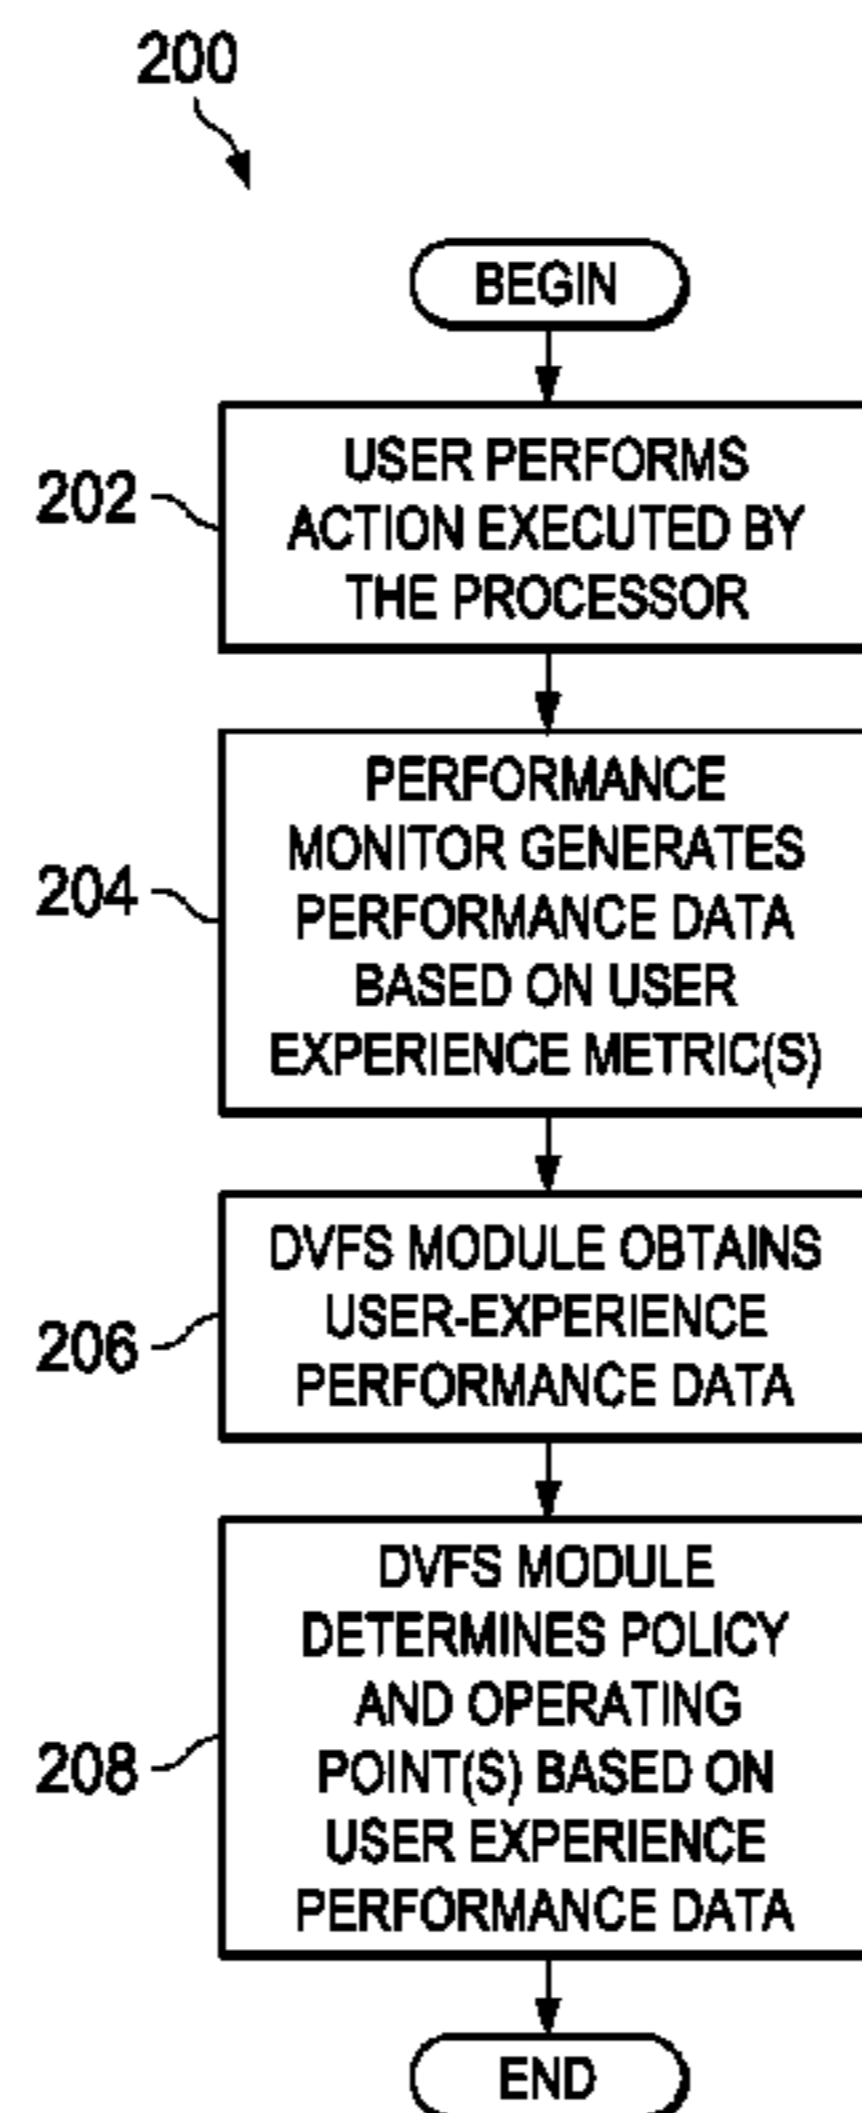 200
BEGIN
202
USER PERFORMS
ACTION EXECUTED BY
THE PROCESSOR
204
PERFORMANCE
MONITOR GENERATES
PERFORMANCE DATA
BASED ON USER
EXPERIENCE METRIC(S)
206
DVFS MODULE OBTAINS
USER-EXPERIENCE
PERFORMANCE DATA
208
DVFS MODULE
DETERMINES POLICY
AND OPERATING
POINT(S) BASED ON
USER EXPERIENCE
PERFORMANCE DATA
END